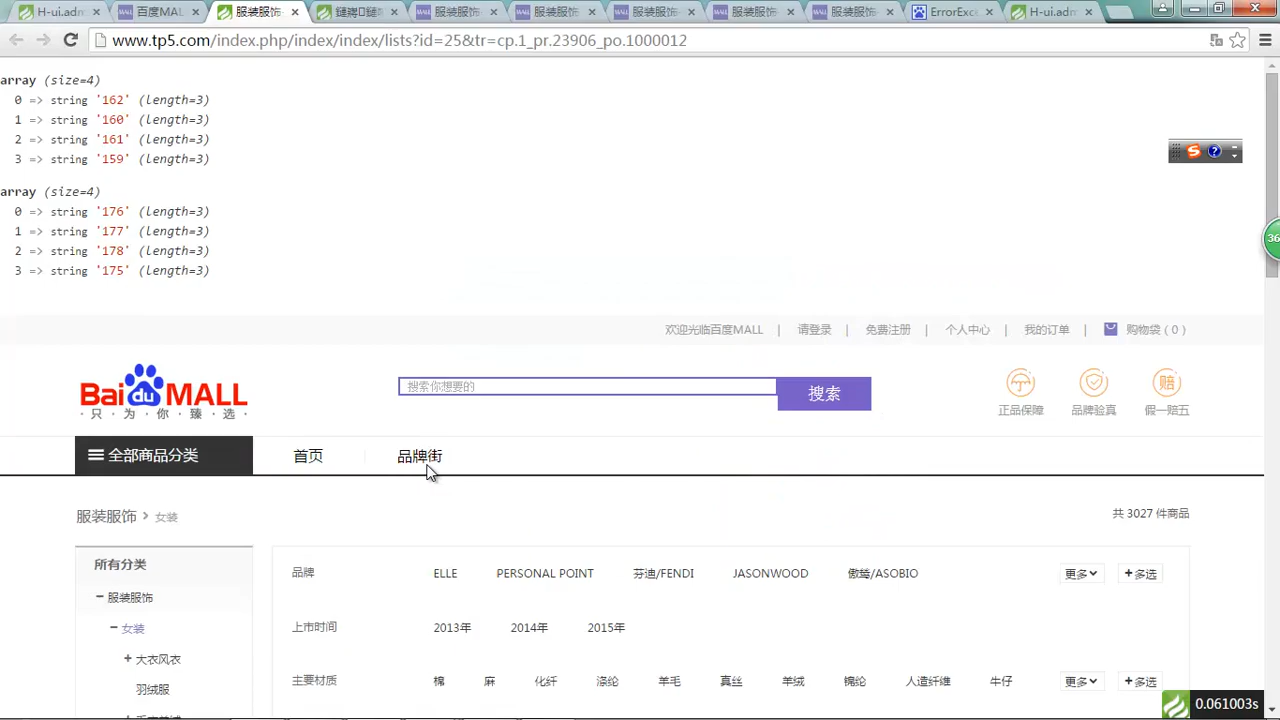 H-ui.adm 百度MALL 服装服饰 服装服饰 服装服饰 服装服饰 服装服饰 服装服饰 ErrorExce H-ui.adm
www.tp5.com/index.php/index/index/lists?id=25&tr=cp.1_pr.23906_po.1000012
array (size=4)
0 => string '162' (length=3)
1 => string '160' (length=3)
2 => string '161' (length=3)
3 => string '159' (length=3)
array (size=4)
0 => string '176' (length=3)
1 => string '177' (length=3)
2 => string '178' (length=3)
3 => string '175' (length=3)
36
欢迎光临百度MALL | 请登录 | 免费注册 | 个人中心 | 我的订单 | 购物袋 ( 0 )
Bai du MALL
·只·为·你·臻·选·
搜索你想更的 搜索
正品保障 品牌验真 赔 假一赔五
全部商品分类 首页 品牌街
服装服饰 > 女装 共 3027 件商品
所有分类
品牌 ELLE PERSONAL POINT 芬迪/FENDI JASONWOOD 傲鸶/ASOBIO 更多 +多选
- 服装服饰
- 女装
上市时间 2013年 2014年 2015年
+ 大衣风衣
主要材质 棉 麻 化纤 涤纶 羊毛 真丝 羊绒 锦纶 人造纤维 牛仔 更多 +多选
羽绒服
0.061003s